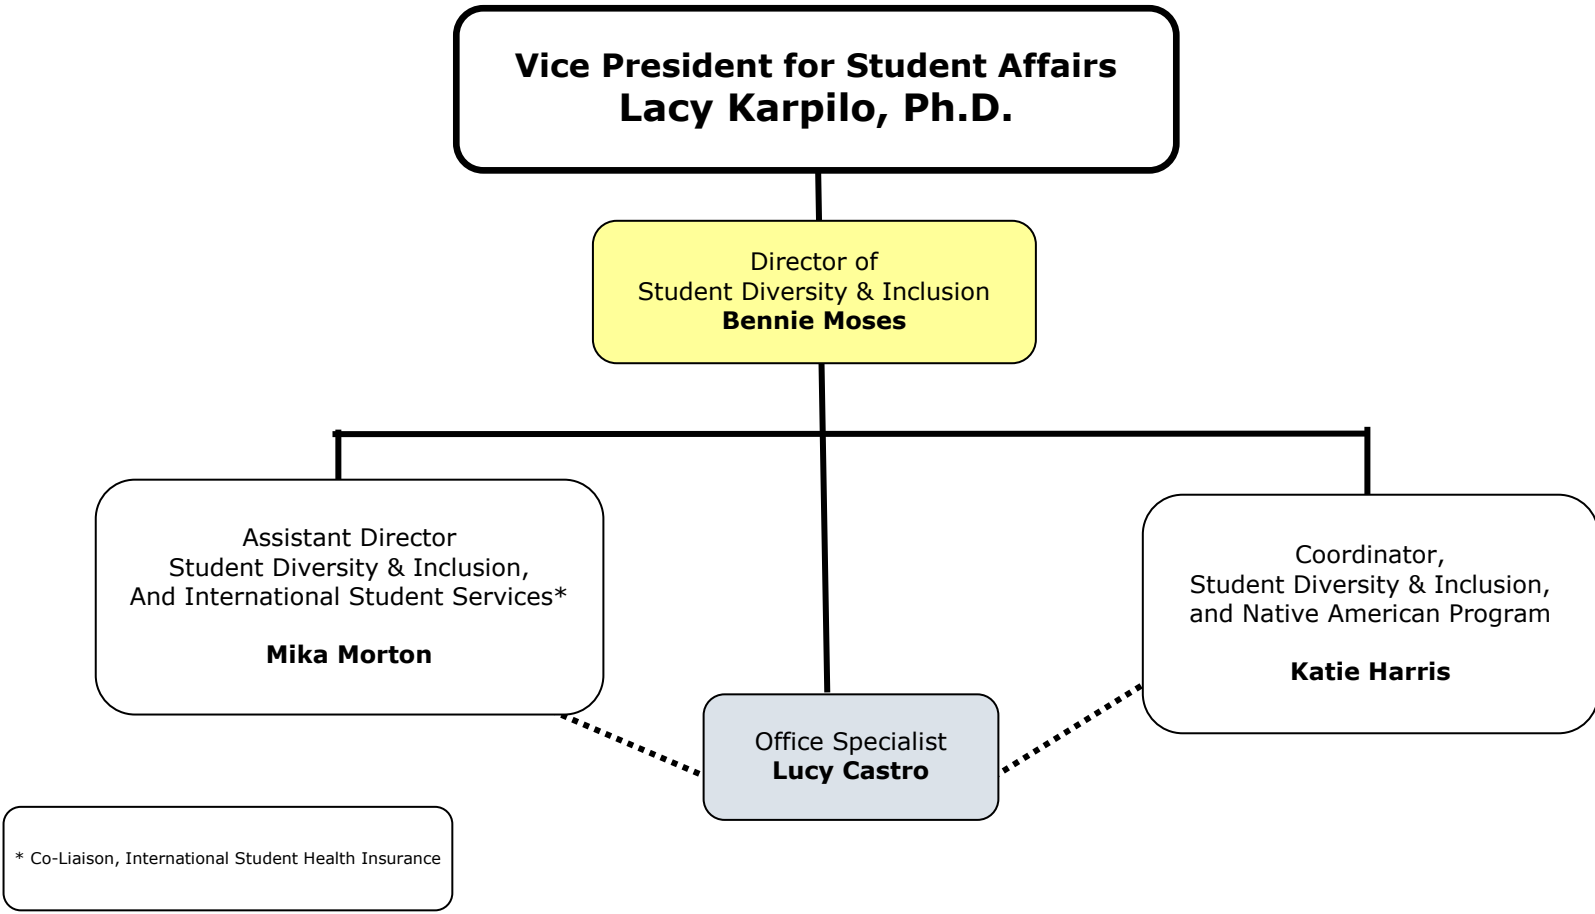 Vice President for Student Affairs
Lacy Karpilo, Ph.D.
Director of
Student Diversity & Inclusion
Bennie Moses
Assistant Director
Student Diversity & Inclusion,
And International Student Services*
Mika Morton
Coordinator,
Student Diversity & Inclusion,
and Native American Program
Katie Harris
Office Specialist
Lucy Castro
* Co-Liaison, International Student Health Insurance